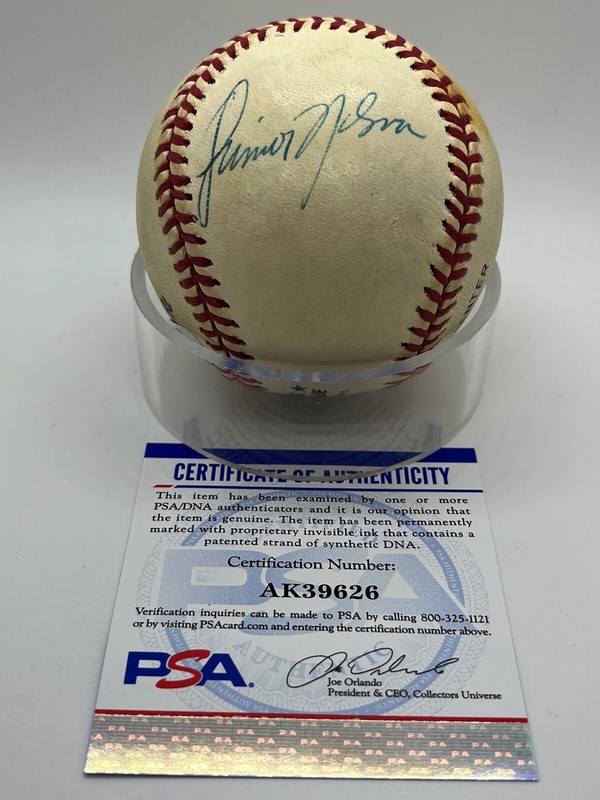 Junior Noboa
NTER
CERTIFICATE OF AUTHENTICITY
This item has been examined by one or more
PSA/DNA authenticators and it is our opinion that
the item is genuine. The item has been permanently
marked with proprietary invisible ink that contains a
patented strand of synthetic DNA.
Certification Number:
AK39626
Verification inquiries can be made to PSA by calling 800-325-1121
or by visiting PSAcard.com and entering the certification number above.
PSA.
Joe Orlando
President & CEO, Collectors Universe